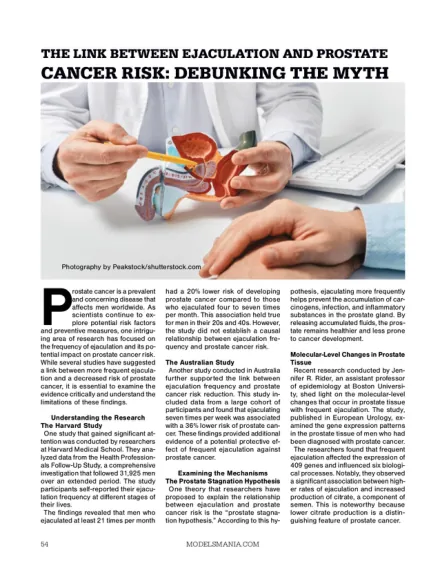 THE LINK BETWEEN EJACULATION AND PROSTATE
CANCER RISK: DEBUNKING THE MYTH
Photography by Peakstock/shutterstock.com
Prostate cancer is a prevalent
and concerning disease that
affects men worldwide. As
scientists continue to ex-
plore potential risk factors
and preventive measures, one intrigu-
ing area of research has focused on
the frequency of ejaculation and its po-
tential impact on prostate cancer risk.
While several studies have suggested
a link between more frequent ejacula-
tion and a decreased risk of prostate
cancer, it is essential to examine the
evidence critically and understand the
limitations of these findings.
Understanding the Research
The Harvard Study
One study that gained significant at-
tention was conducted by researchers
at Harvard Medical School. They ana-
lyzed data from the Health Profession-
als Follow-Up Study, a comprehensive
investigation that followed 31,925 men
over an extended period. The study
participants self-reported their ejacu-
lation frequency at different stages of
their lives.
The findings revealed that men who
ejaculated at least 21 times per month
had a 20% lower risk of developing
prostate cancer compared to those
who ejaculated four to seven times
per month. This association held true
for men in their 20s and 40s. However,
the study did not establish a causal
relationship between ejaculation fre-
quency and prostate cancer risk.
The Australian Study
Another study conducted in Australia
further supported the link between
ejaculation frequency and prostate
cancer risk reduction. This study in-
cluded data from a large cohort of
participants and found that ejaculating
seven times per week was associated
with a 36% lower risk of prostate can-
cer. These findings provided additional
evidence of a potential protective ef-
fect of frequent ejaculation against
prostate cancer.
Examining the Mechanisms
The Prostate Stagnation Hypothesis
One theory that researchers have
proposed to explain the relationship
between ejaculation and prostate
cancer risk is the "prostate stagna-
tion hypothesis." According to this hy-
pothesis, ejaculating more frequently
helps prevent the accumulation of car-
cinogens, infection, and inflammatory
substances in the prostate gland. By
releasing accumulated fluids, the pros-
tate remains healthier and less prone
to cancer development.
Molecular-Level Changes in Prostate
Tissue
Recent research conducted by Jen-
nifer R. Rider, an assistant professor
of epidemiology at Boston Universi-
ty, shed light on the molecular-level
changes that occur in prostate tissue
with frequent ejaculation. The study,
published in European Urology, ex-
amined the gene expression patterns
in the prostate tissue of men who had
been diagnosed with prostate cancer.
The researchers found that frequent
ejaculation affected the expression of
409 genes and influenced six biologi-
cal processes. Notably, they observed
a significant association between high-
er rates of ejaculation and increased
production of citrate, a component of
semen. This is noteworthy because
lower citrate production is a distin-
guishing feature of prostate cancer.
54
MODELSMANIA.COM